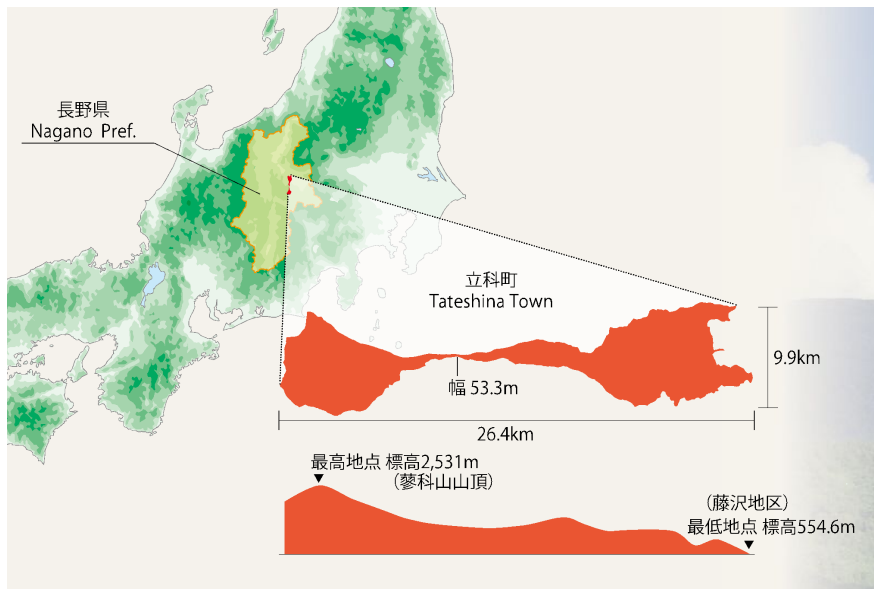 長野県
Nagano Pref.
立科町
Tateshina Town
9.9km
幅 53.3m
26.4km
最高地点 標高2,531m
（蓼科山山頂）
（藤沢地区）
最低地点 標高554.6m